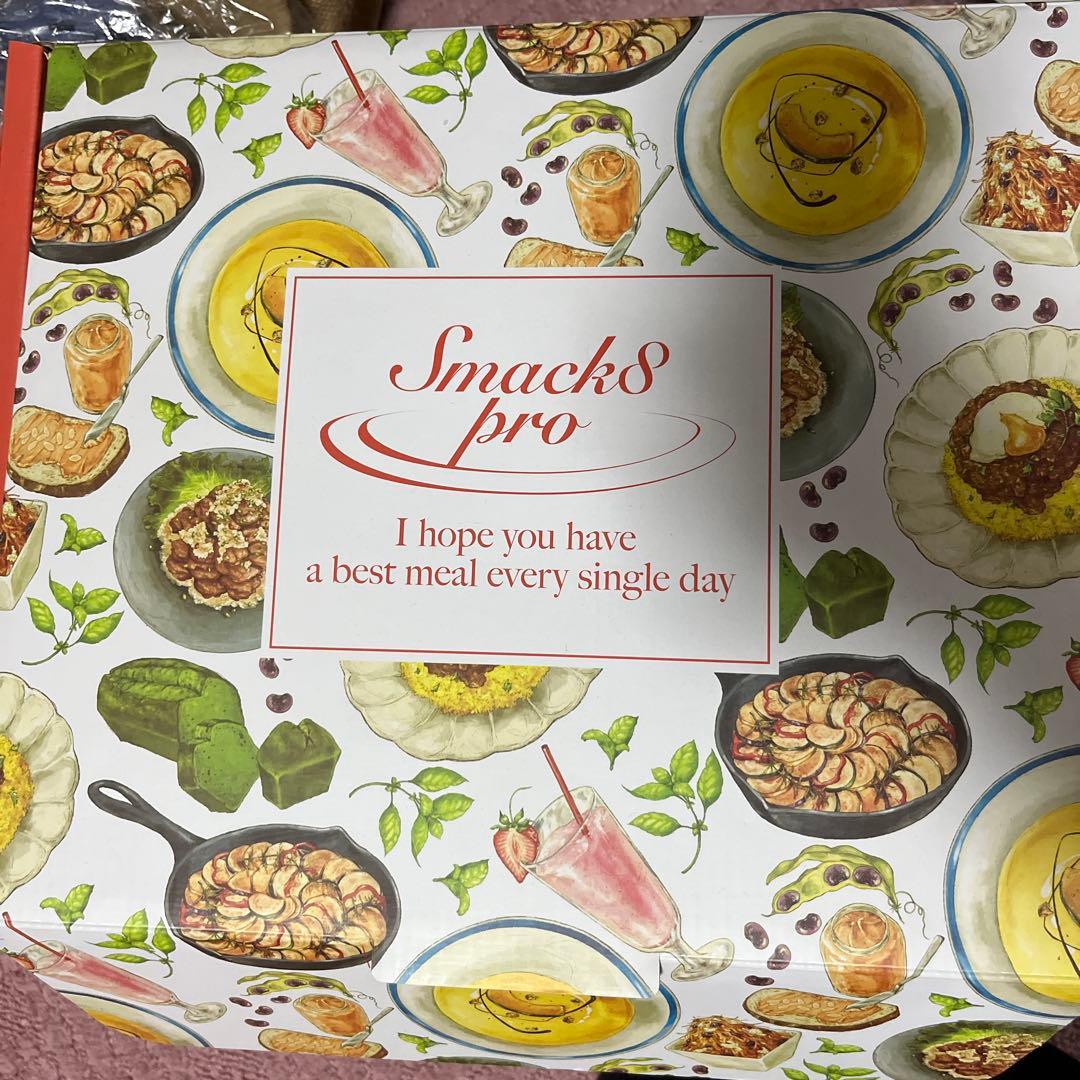 Smack8
pro
I hope you have
a best meal every single day